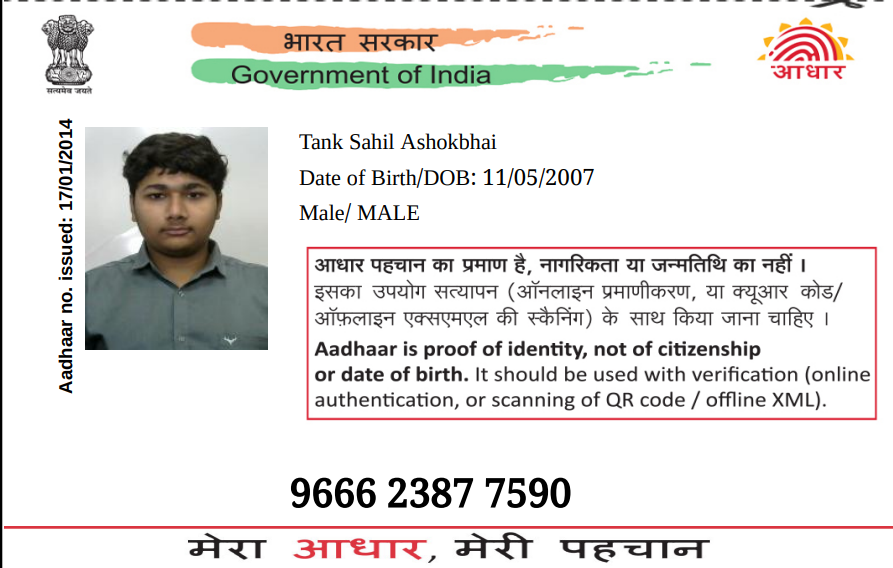 सत्यमेव जयते
भारत सरकार
Government of India
आधार
Aadhaar no. issued: 17/01/2014
Tank Sahil Ashokbhai
Date of Birth/DOB: 11/05/2007
Male/ MALE
आधार पहचान का प्रमाण है, नागरिकता या जन्मतिथि का नहीं ।
इसका उपयोग सत्यापन (ऑनलाइन प्रमाणीकरण, या क्यूआर कोड/
ऑफ़लाइन एक्सएमएल की स्कैनिंग) के साथ किया जाना चाहिए ।
Aadhaar is proof of identity, not of citizenship
or date of birth. It should be used with verification (online
authentication, or scanning of QR code / offline XML).
9666 2387 7590
मेरा आधार, मेरी पहचान